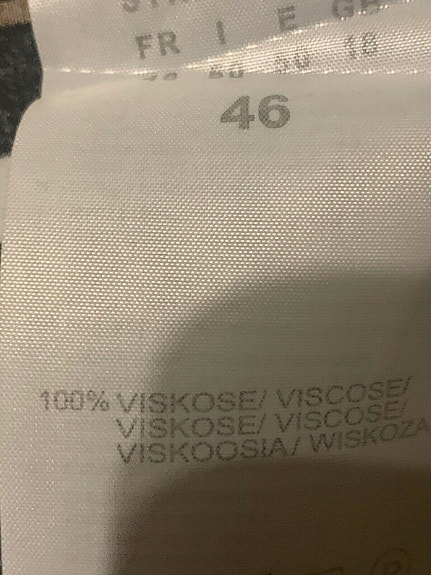 FR I E GB
46
100% VISKOSE/ VISCOSE/
VISKOSE/ VISCOSE/
VISKOOSIA/ WISKOZA